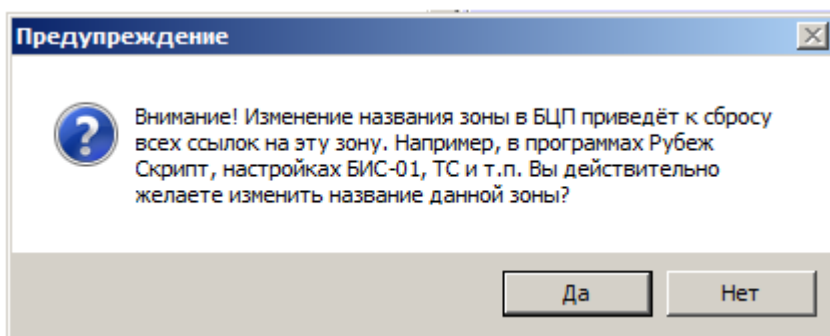 Предупреждение
Внимание! Изменение названия зоны в БЦП приведёт к сбросу
всех ссылок на эту зону. Например, в программах Рубеж
Скрипт, настройках БИС-01, ТС и т.п. Вы действительно
желаете изменить название данной зоны?
Да Нет